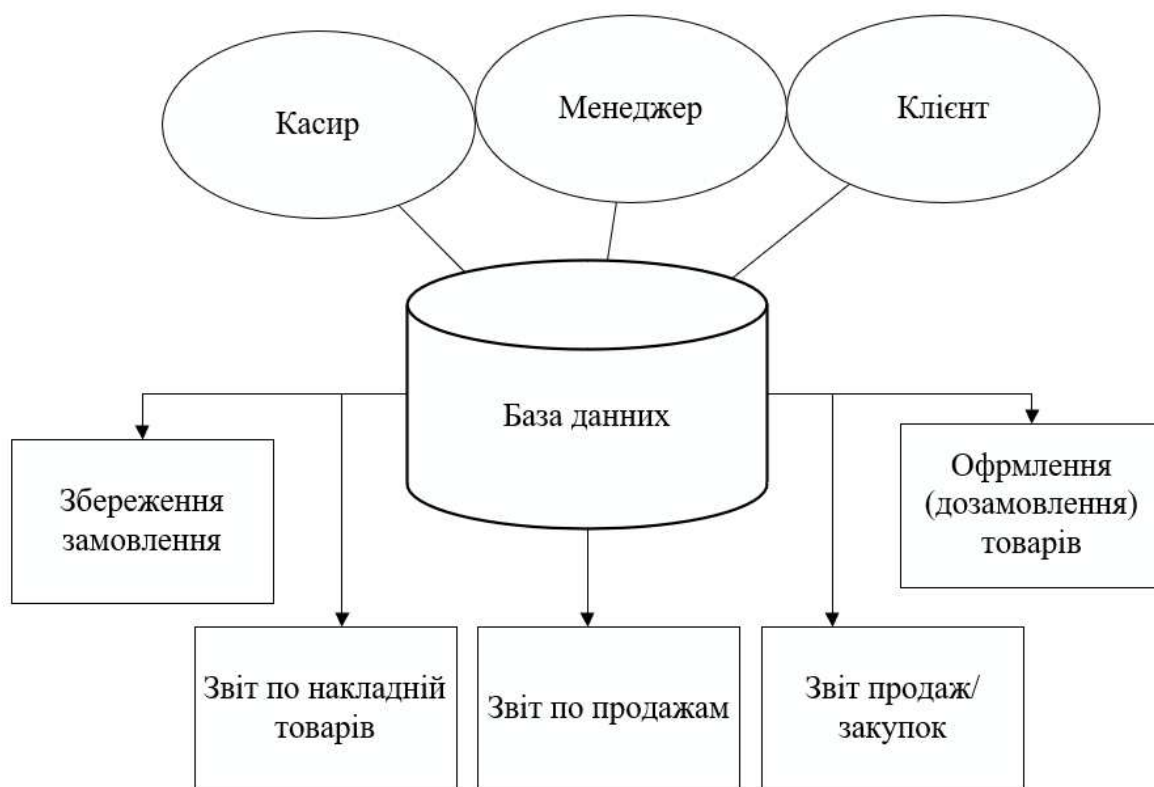 Касир
Менеджер
Клієнт
База данних
Збереження
замовлення
Офрмлення
(дозамовлення)
товарів
Звіт по накладній
товарів
Звіт по продажам
Звіт продаж/
закупок